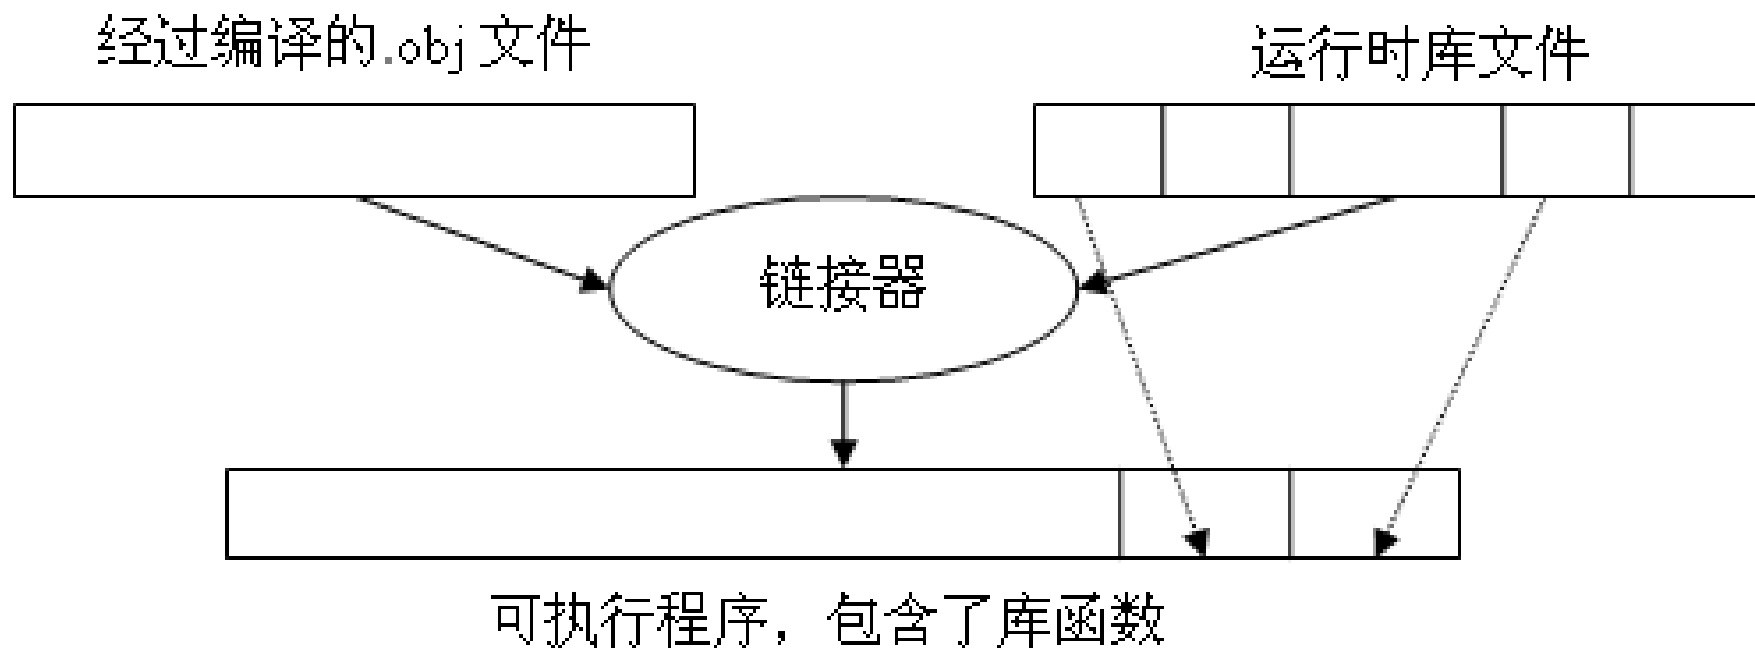 经过编译的.obj 文件
运行时库文件
链接器
可执行程序，包含了库函数